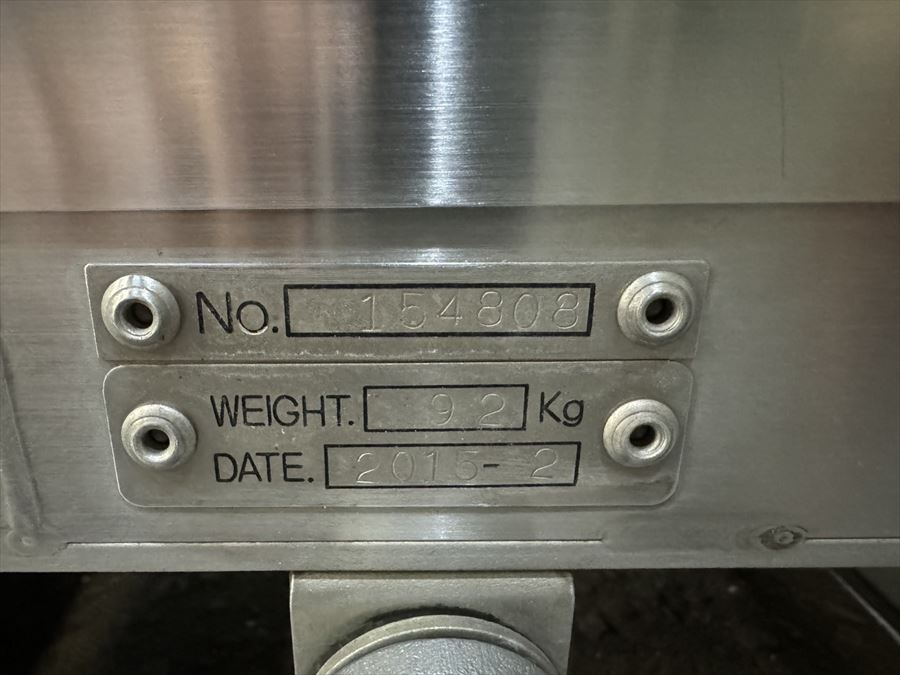 No. 154808
WEIGHT. 92 Kg
DATE. 2015-2